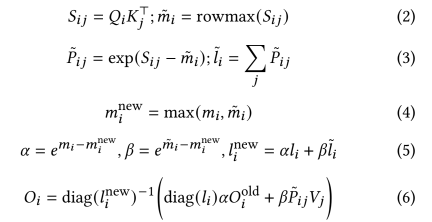 S_{ij} = Q_i K_j^⊤; m̃_i = rowmax(S_{ij}) (2)
P̃_{ij} = exp(S_{ij} − m̃_i); l̃_i = ∑_j P̃_{ij} (3)
m_i^{new} = max(m_i, m̃_i) (4)
α = e^{m_i−m_i^{new}}, β = e^{m̃_i−m_i^{new}}, l_i^{new} = αl_i + βl̃_i (5)
O_i = diag(l_i^{new})^{−1}(diag(l_i)αO_i^{old} + βP̃_{ij}V_j) (6)